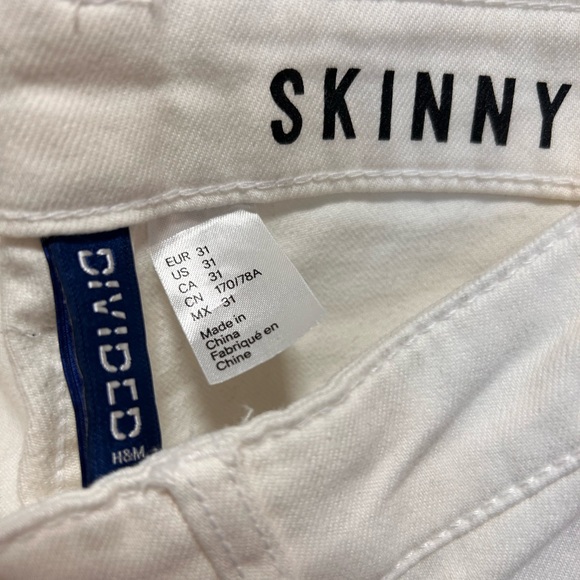 SKINNY
EUR 31
US 31
CA 31
CN 170/78A
MX 31
Made in
China
Fabriqué en
Chine
DIVIDED
H&M